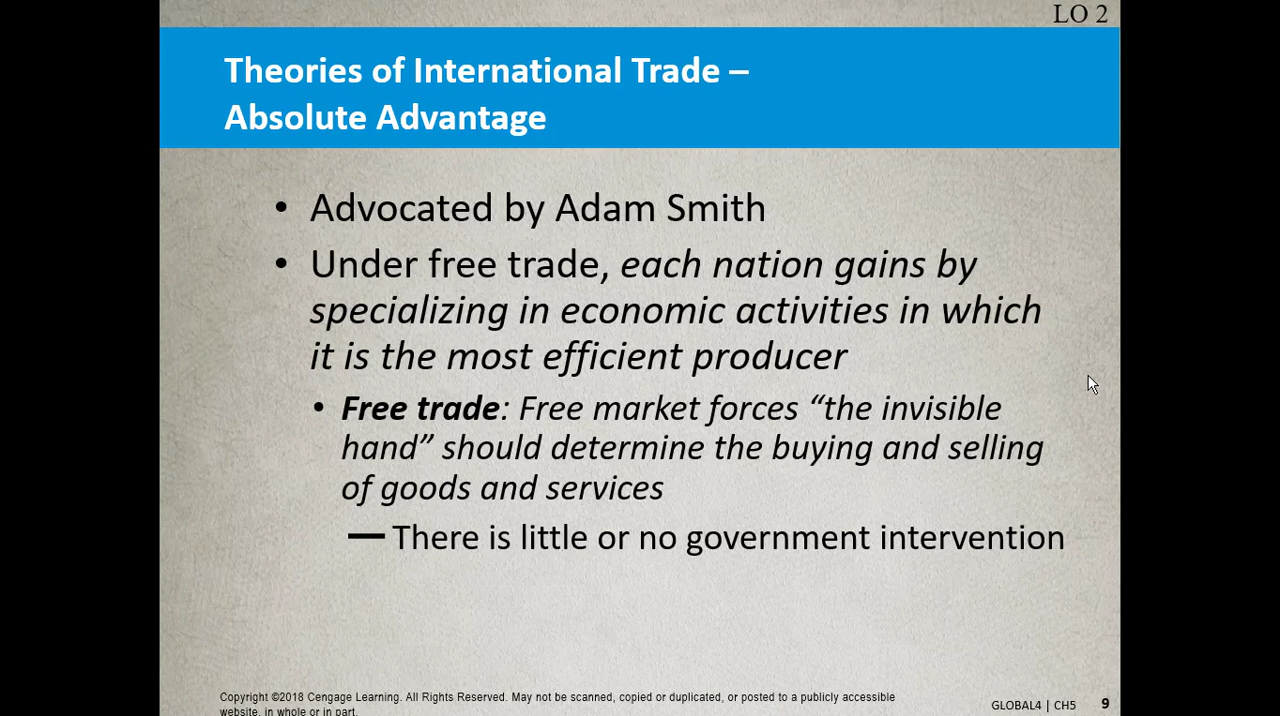 LO 2
Theories of International Trade –
Absolute Advantage
• Advocated by Adam Smith
• Under free trade, each nation gains by
specializing in economic activities in which
it is the most efficient producer
• Free trade: Free market forces “the invisible
hand” should determine the buying and selling
of goods and services
— There is little or no government intervention
Copyright ©2018 Cengage Learning. All Rights Reserved. May not be scanned, copied or duplicated, or posted to a publicly accessible
website, in whole or in part.
GLOBAL4 | CH5 9